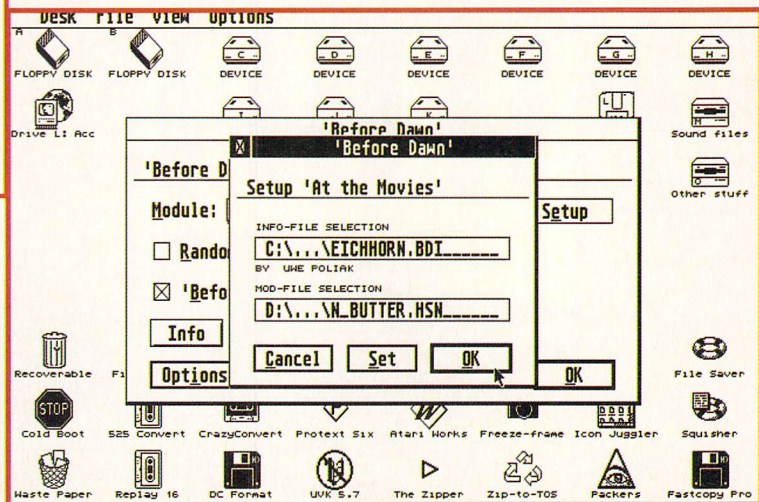 Desk File View Options
A B
FLOPPY DISK FLOPPY DISK DEVICE DEVICE DEVICE DEVICE DEVICE DEVICE
C D E F G H
Drive L: Acc
I J K L M
Sound files
O
Other stuff
'Before Dawn'
'Before Dawn'
'Before D
Setup 'At the Movies'
Module:
Setup
INFO-FILE SELECTION
C:\...\EICHHORN.BDI______
BY UWE POLIAK
Rando
MOD-FILE SELECTION
D:\...\N_BUTTER.HSN______
'Befo
Info
Cancel Set OK
Options
OK
Recoverable
Fi
File Saver
STOP
Cold Boot 525 Convert CrazyConvert Protext Six Atari Works Freeze-frame Icon Juggler Squisher
HD HD
Waste Paper Replay 16 DC Format UVK 5.7 The Zipper Zip-to-TOS Packers Fastcopy Pro